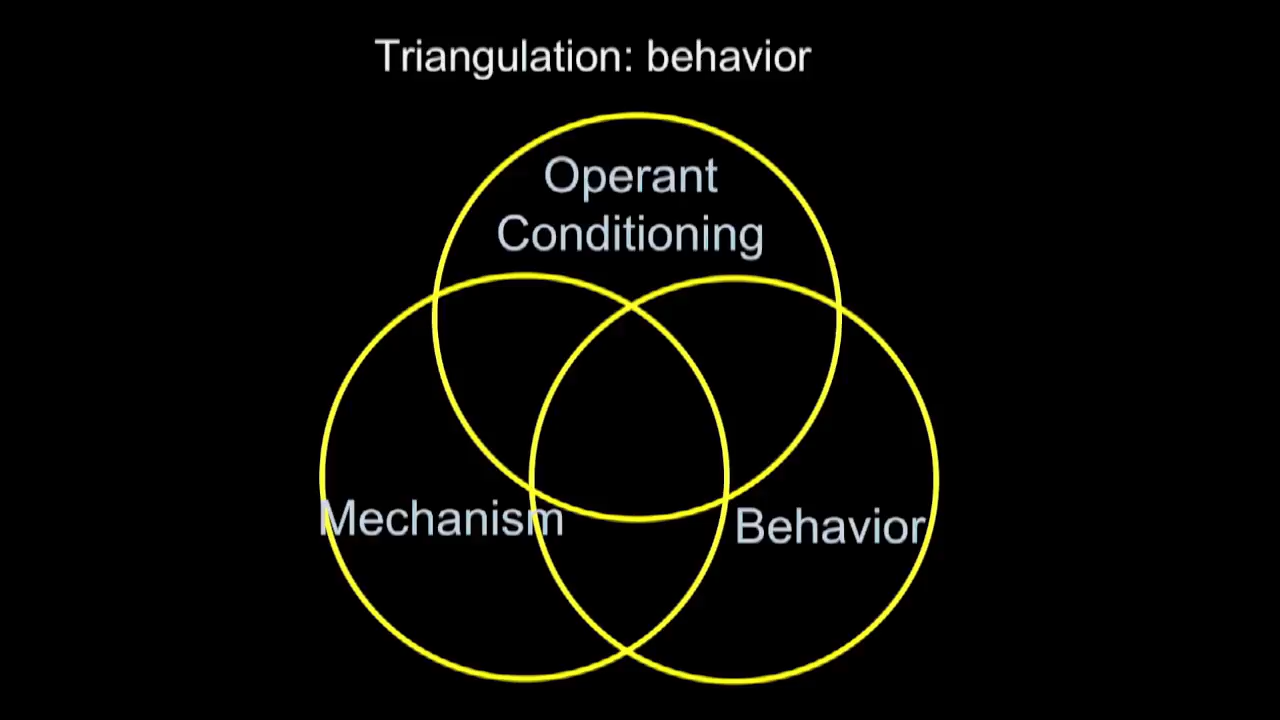 Triangulation: behavior
Operant
Conditioning
Mechanism
Behavior